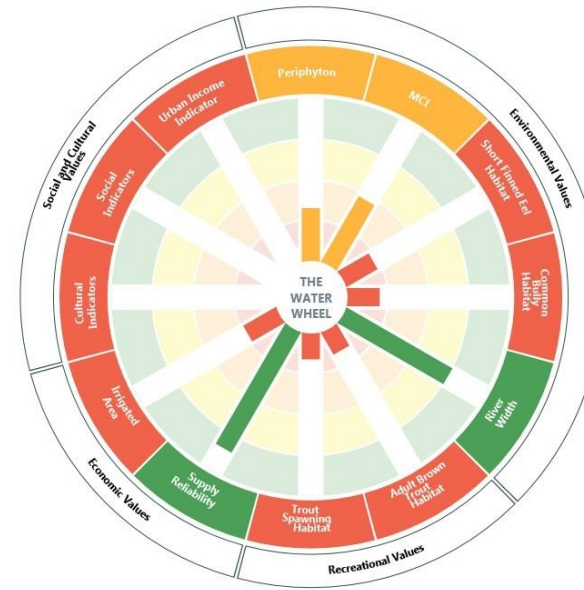 Social and Cultural
Values
Environmental Values
Recreational Values
Economic Values
Periphyton
MCI
Short Finned Eel
Habitat
Common
Bully
Habitat
River
Width
Adult Brown
Trout
Habitat
Trout
Spawning
Habitat
Supply
Reliability
Irrigated
Area
Cultural
Indicators
Social
Indicators
Urban Income
Indicator
THE
WATER
WHEEL